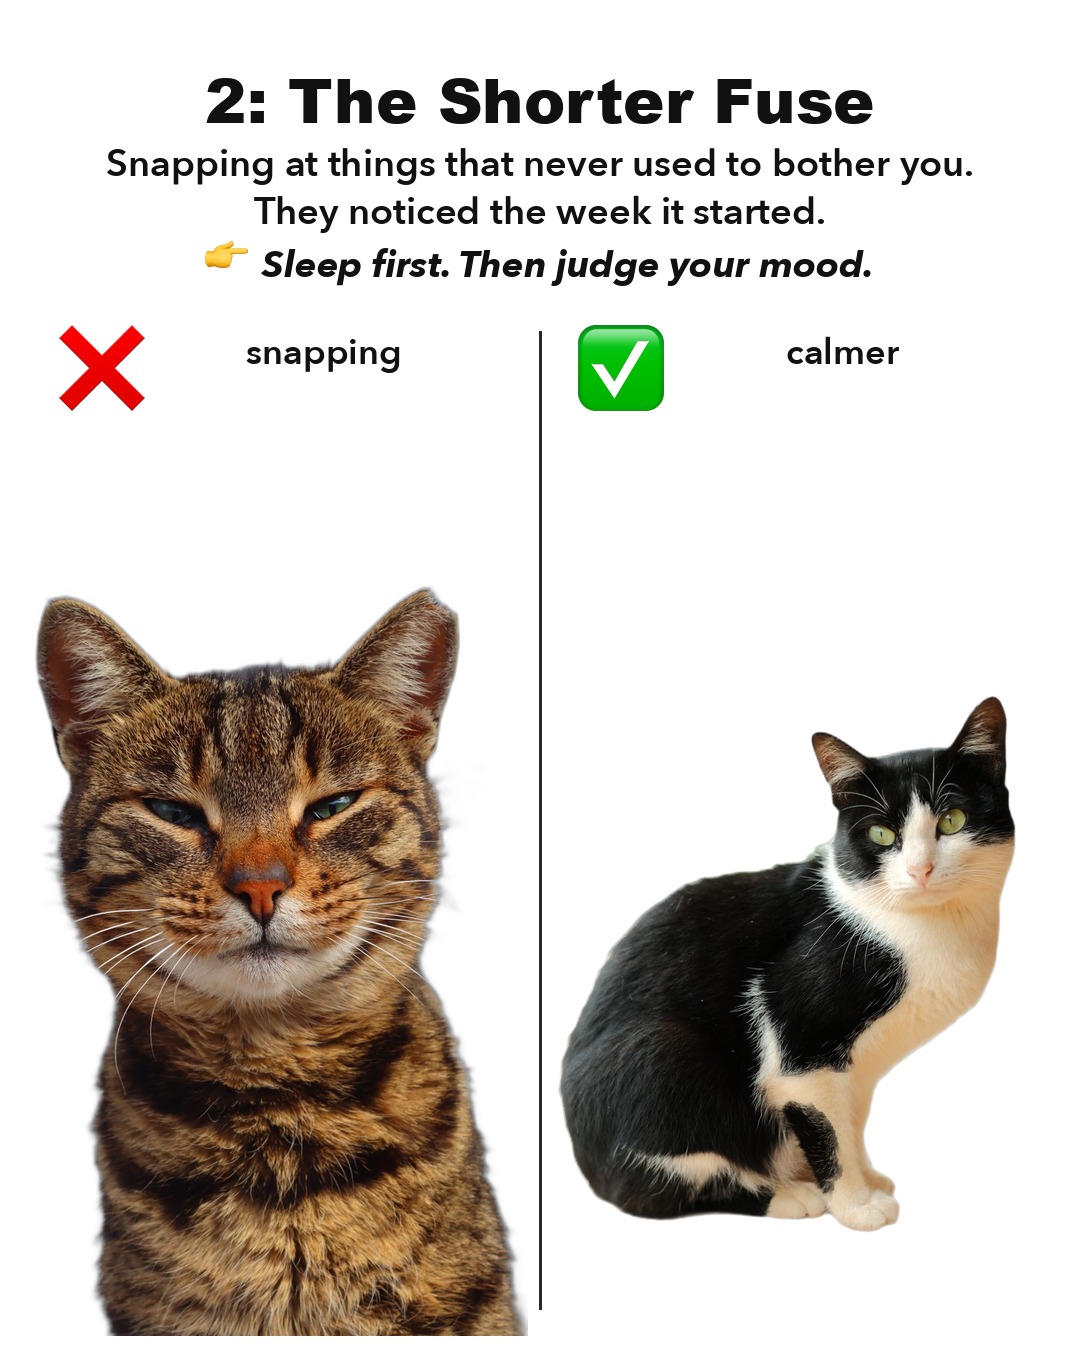 2: The Shorter Fuse
Snapping at things that never used to bother you.
They noticed the week it started.
👉 Sleep first. Then judge your mood.
snapping
calmer